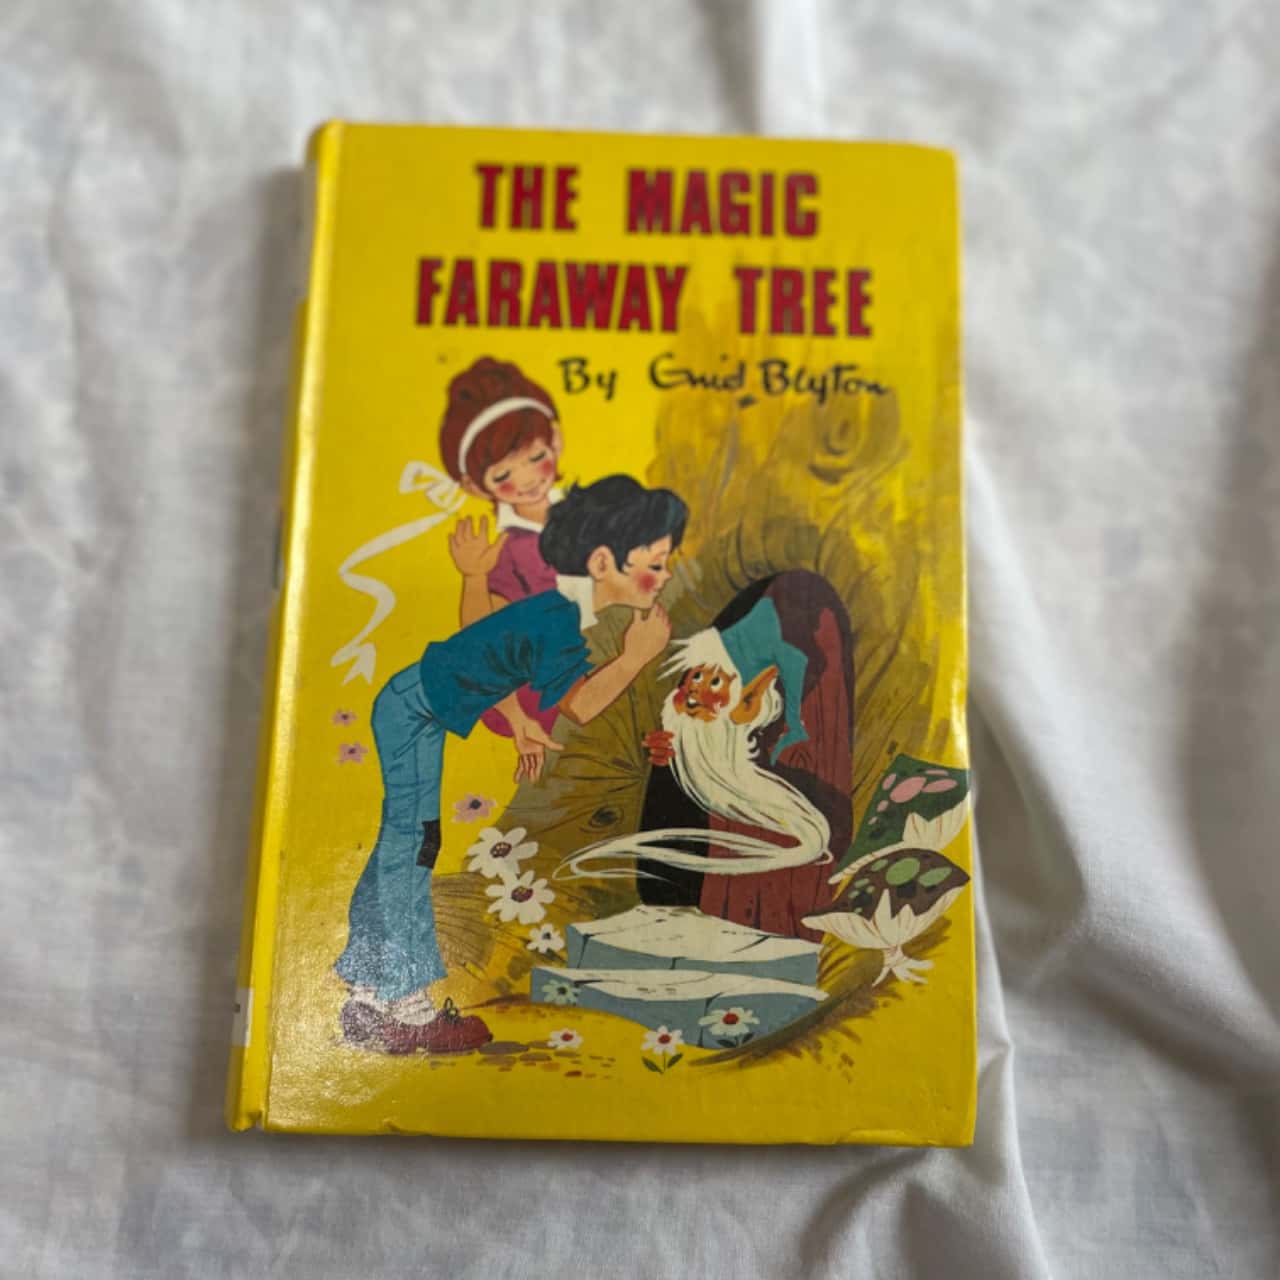 THE MAGIC
FARAWAY TREE
By Enid Blyton